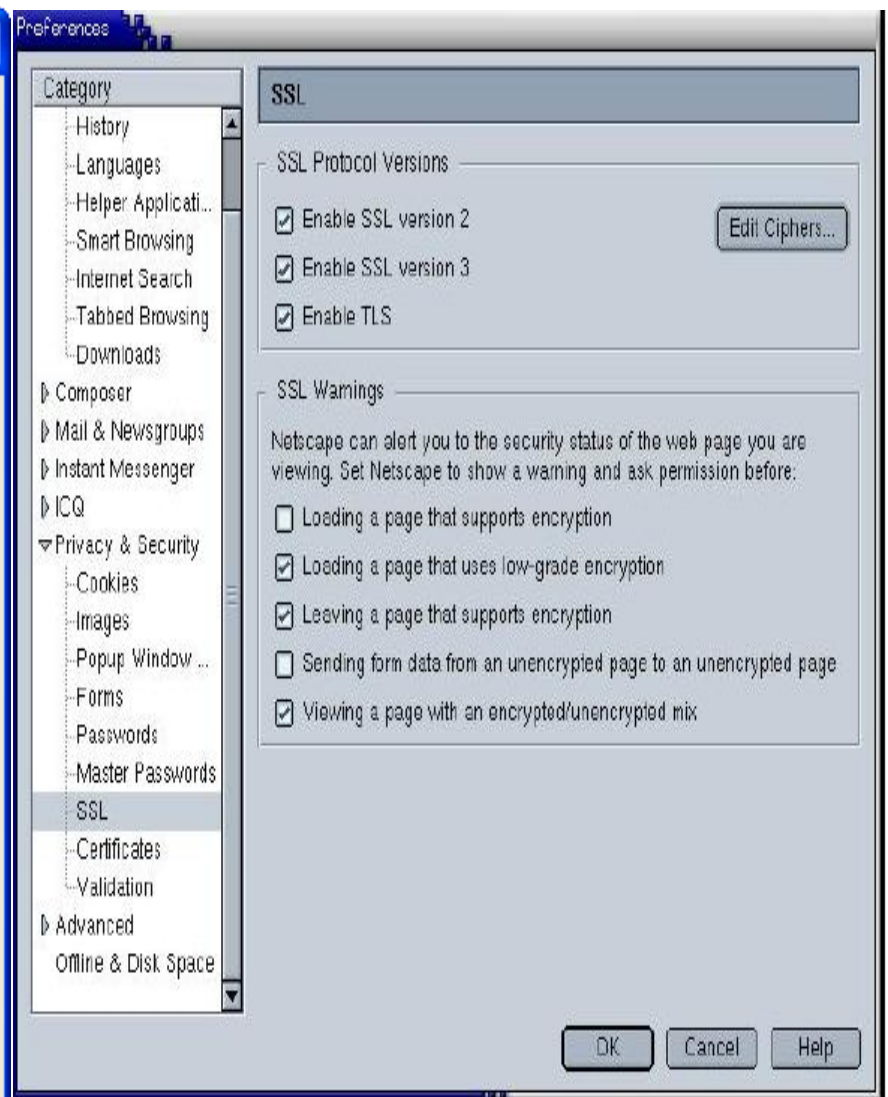 Preferences
Category
History
Languages
Helper Applicati...
Smart Browsing
Internet Search
Tabbed Browsing
Downloads
Composer
Mail & Newsgroups
Instant Messenger
ICQ
Privacy & Security
Cookies
Images
Popup Window ...
Forms
Passwords
Master Passwords
SSL
Certificates
Validation
Advanced
Offline & Disk Space
SSL
SSL Protocol Versions
Enable SSL version 2
Edit Ciphers...
Enable SSL version 3
Enable TLS
SSL Warnings
Netscape can alert you to the security status of the web page you are
viewing. Set Netscape to show a warning and ask permission before:
Loading a page that supports encryption
Loading a page that uses low-grade encryption
Leaving a page that supports encryption
Sending form data from an unencrypted page to an unencrypted page
Viewing a page with an encrypted/unencrypted mix
OK Cancel Help